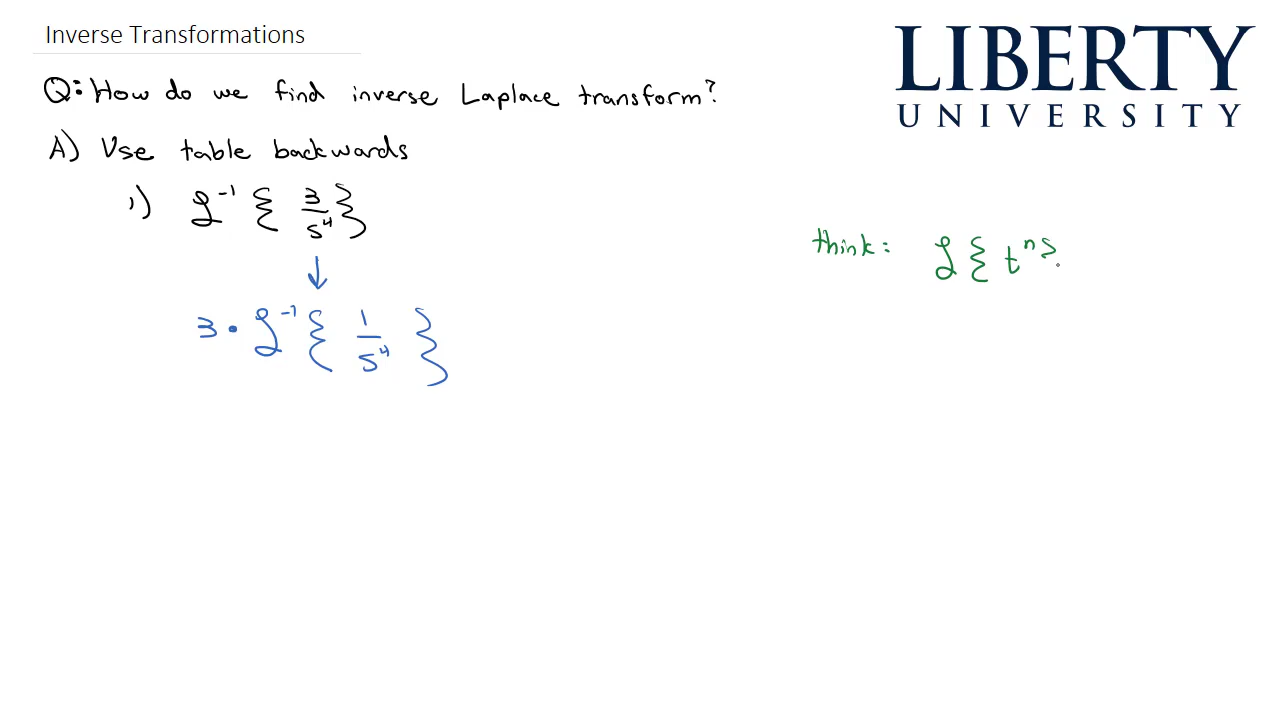 Inverse Transformations
LIBERTY
UNIVERSITY
Q: How do we find inverse Laplace transform?
A) Use table backwards
1) ℒ⁻¹ { 3/s⁴ }
think: ℒ { tⁿ }
↓
3 · ℒ⁻¹ { 1/s⁴ }